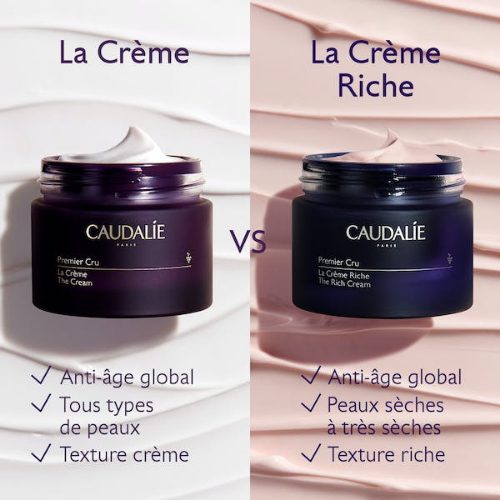 La Crème
CAUDALÍE
PARIS
Premier Cru
La Crème
The Cream
✓ Anti-âge global
✓ Tous types
de peaux
✓ Texture crème
VS
La Crème
Riche
CAUDALÍE
PARIS
Premier Cru
La Crème Riche
The Rich Cream
✓ Anti-âge global
✓ Peaux sèches
à très sèches
✓ Texture riche